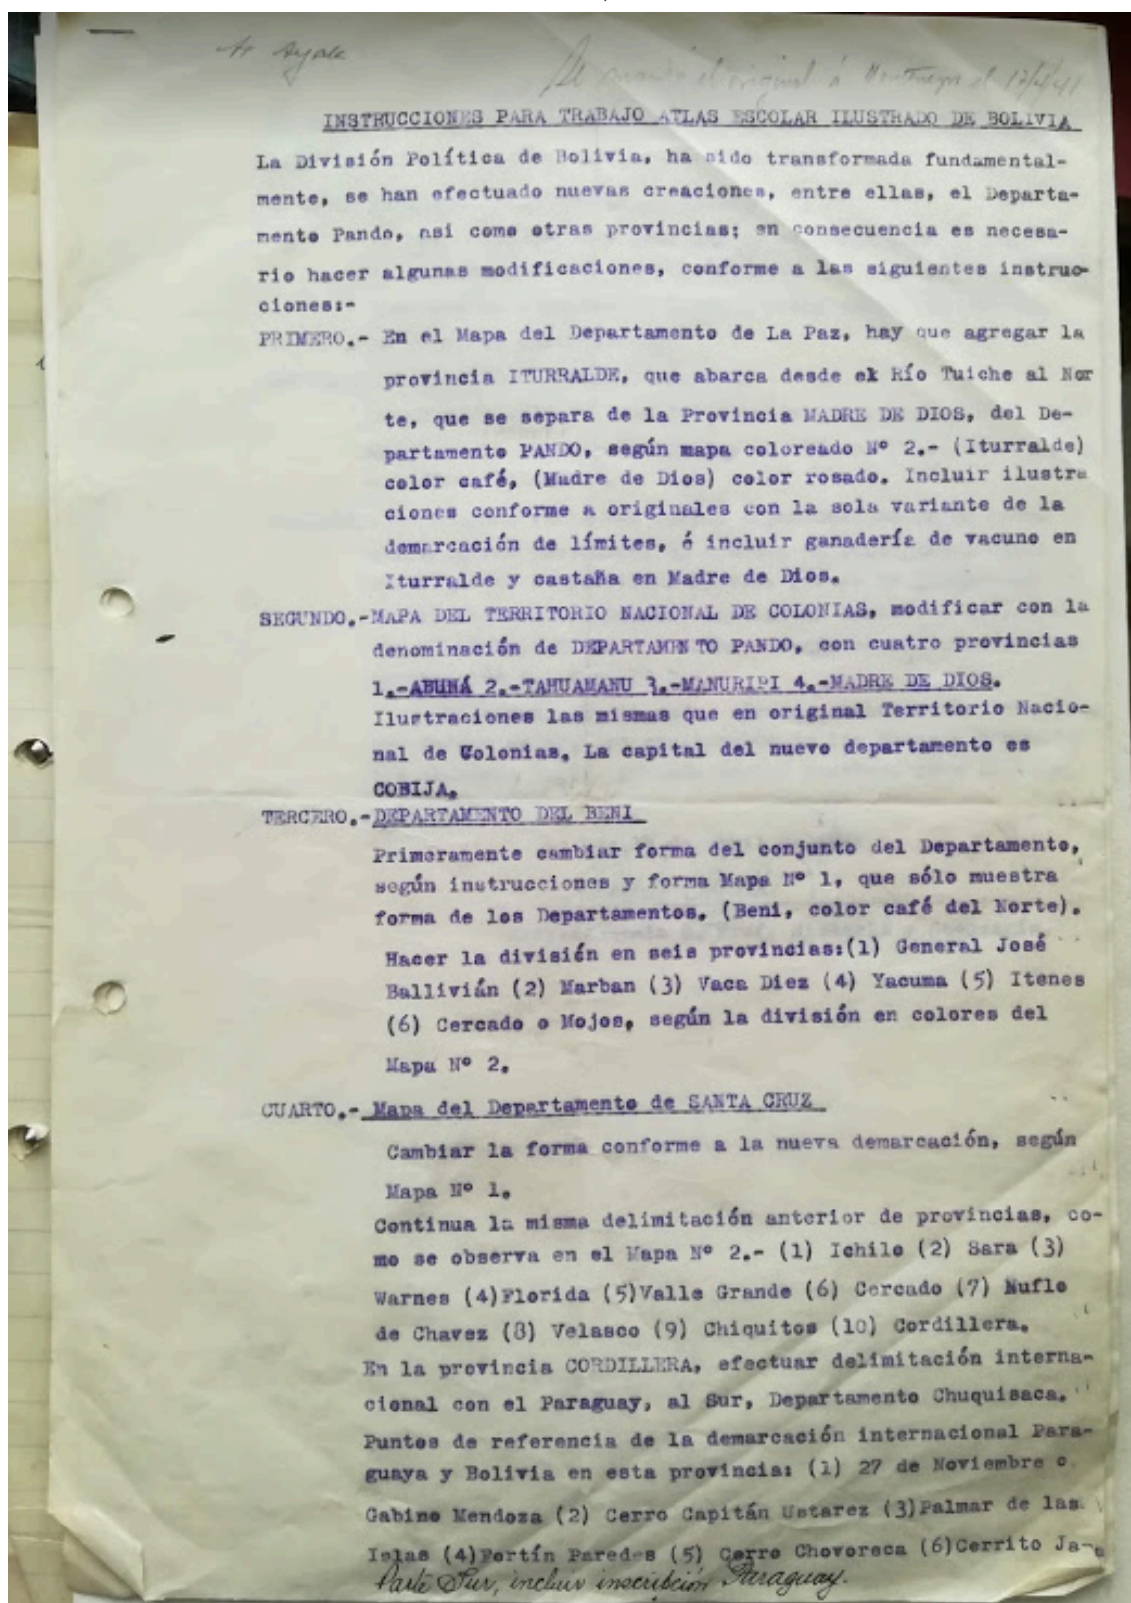 Ayala
el original á Montenegro el 17/4/41
INSTRUCCIONES PARA TRABAJO ATLAS ESCOLAR ILUSTRADO DE BOLIVIA
La División Política de Bolivia, ha sido transformada fundamental-
mente, se han efectuado nuevas creaciones, entre ellas, el Departa-
mento Pando, asi como otras provincias; en consecuencia es necesa-
rio hacer algunas modificaciones, conforme a las siguientes instruc-
ciones:-
PRIMERO.- En el Mapa del Departamento de La Paz, hay que agregar la
provincia ITURRALDE, que abarca desde el Río Tuiche al Nor
te, que se separa de la Provincia MADRE DE DIOS, del De-
partamento PANDO, según mapa coloreado Nº 2.- (Iturralde)
color café, (Madre de Dios) color rosado. Incluir ilustra
ciones conforme a originales con la sola variante de la
demarcación de límites, é incluir ganadería de vacuno en
Iturralde y castaña en Madre de Dios.
SEGUNDO.-MAPA DEL TERRITORIO NACIONAL DE COLONIAS, modificar con la
denominación de DEPARTAMENTO PANDO, con cuatro provincias
1.-ABUNÁ 2.-TAHUAMANU 3.-MANURIPI 4.-MADRE DE DIOS.
Ilustraciones las mismas que en original Territorio Nacio-
nal de Colonias. La capital del nuevo departamento es
COBIJA.
TERCERO.-DEPARTAMENTO DEL BENI
Primeramente cambiar forma del conjunto del Departamento,
según instrucciones y forma Mapa Nº 1, que sólo muestra
forma de los Departamentos. (Beni, color café del Norte).
Hacer la división en seis provincias:(1) General José
Ballivián (2) Marban (3) Vaca Diez (4) Yacuma (5) Itenes
(6) Cercado o Mojos, según la división en colores del
Mapa Nº 2.
CUARTO.- Mapa del Departamento de SANTA CRUZ
Cambiar la forma conforme a la nueva demarcación, según
Mapa Nº 1.
Continua la misma delimitación anterior de provincias, co-
mo se observa en el Mapa Nº 2.- (1) Ichilo (2) Sara (3)
Warnes (4)Florida (5)Valle Grande (6) Cercado (7) Nuflo
de Chavez (8) Velasco (9) Chiquitos (10) Cordillera.
En la provincia CORDILLERA, efectuar delimitación interna-
cional con el Paraguay, al Sur, Departamento Chuquisaca.
Puntos de referencia de la demarcación internacional Para-
guaya y Bolivia en esta provincia: (1) 27 de Noviembre o
Gabino Mendoza (2) Cerro Capitán Ustarez (3)Palmar de las
Islas (4)Fortín Paredes (5) Cerro Chovoreca (6)Cerrito Ja-
Parte Sur, incluir inscribción Paraguay.